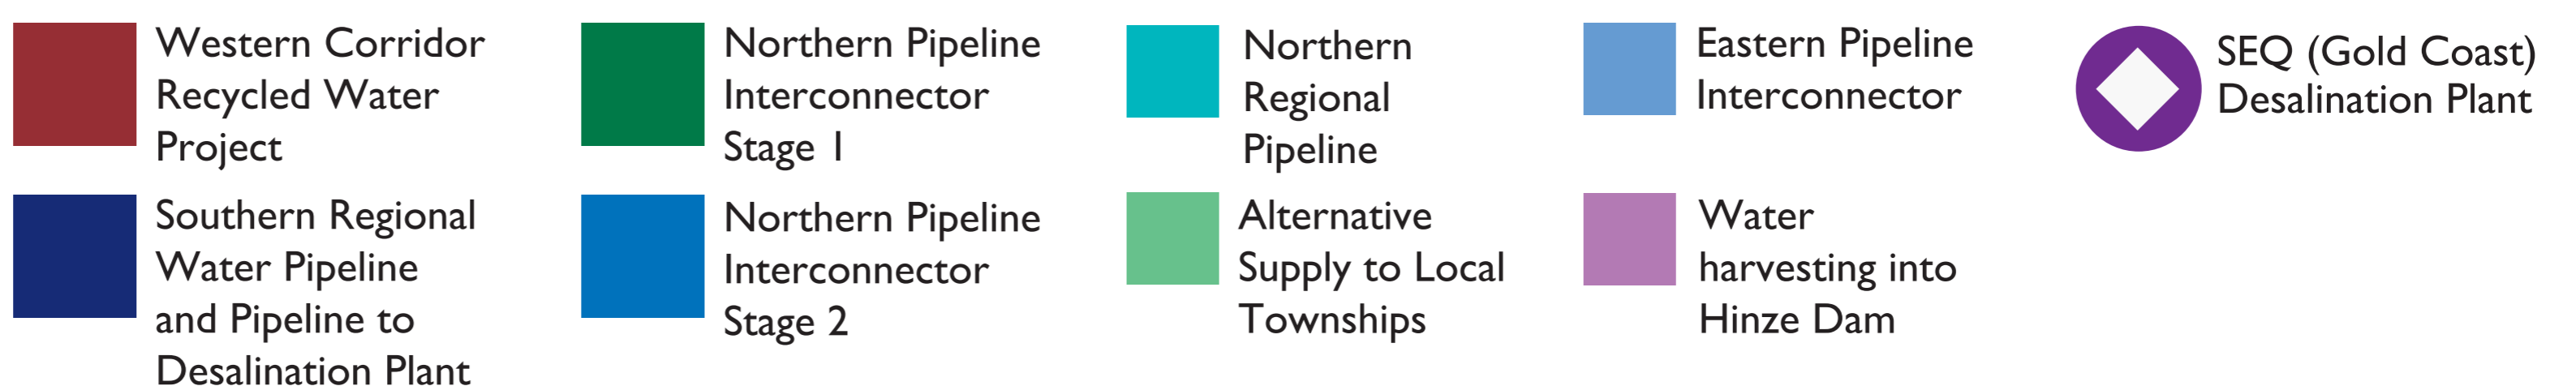 Western Corridor
Recycled Water
Project
Northern Pipeline
Interconnector
Stage 1
Northern
Regional
Pipeline
Eastern Pipeline
Interconnector
SEQ (Gold Coast)
Desalination Plant
Southern Regional
Water Pipeline
and Pipeline to
Desalination Plant
Northern Pipeline
Interconnector
Stage 2
Alternative
Supply to Local
Townships
Water
harvesting into
Hinze Dam